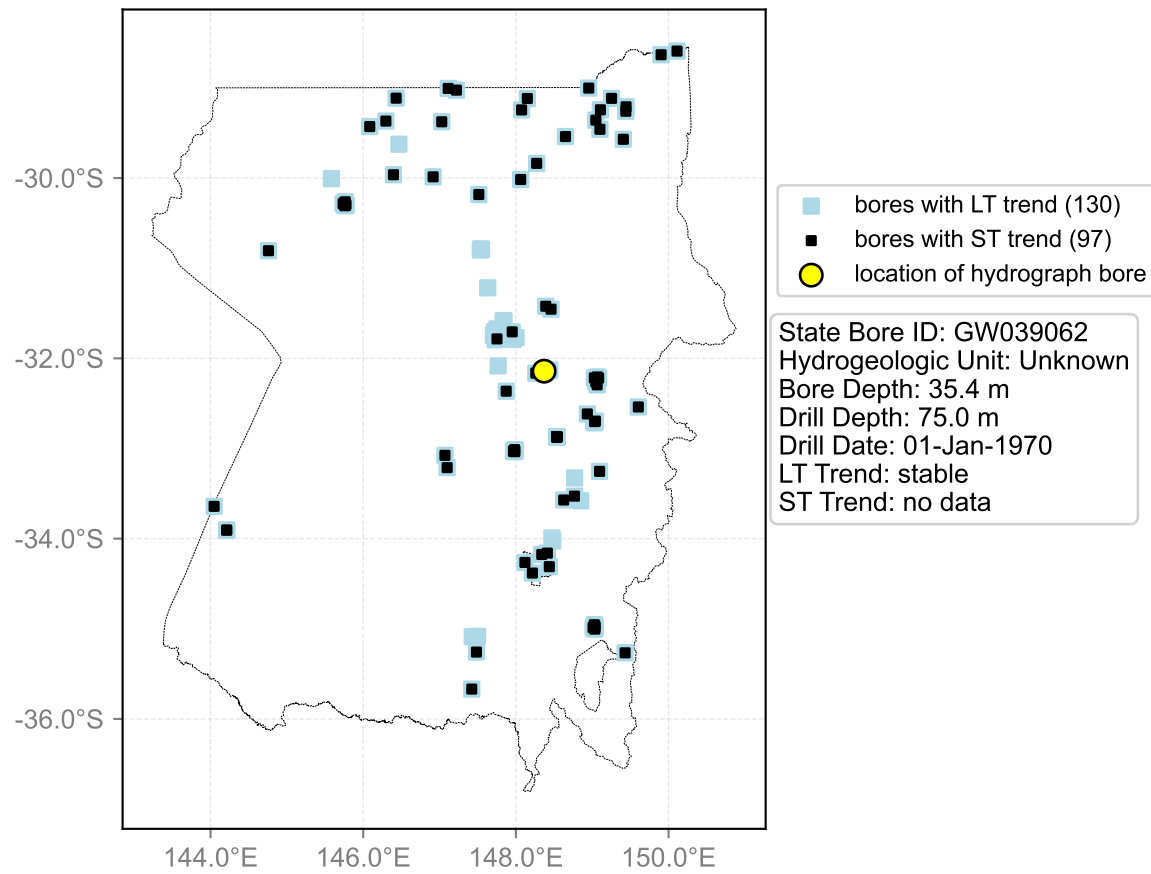 -30.0°S
-32.0°S
-34.0°S
-36.0°S
144.0°E
146.0°E
148.0°E
150.0°E
bores with LT trend (130)
bores with ST trend (97)
location of hydrograph bore
State Bore ID: GW039062
Hydrogeologic Unit: Unknown
Bore Depth: 35.4 m
Drill Depth: 75.0 m
Drill Date: 01-Jan-1970
LT Trend: stable
ST Trend: no data